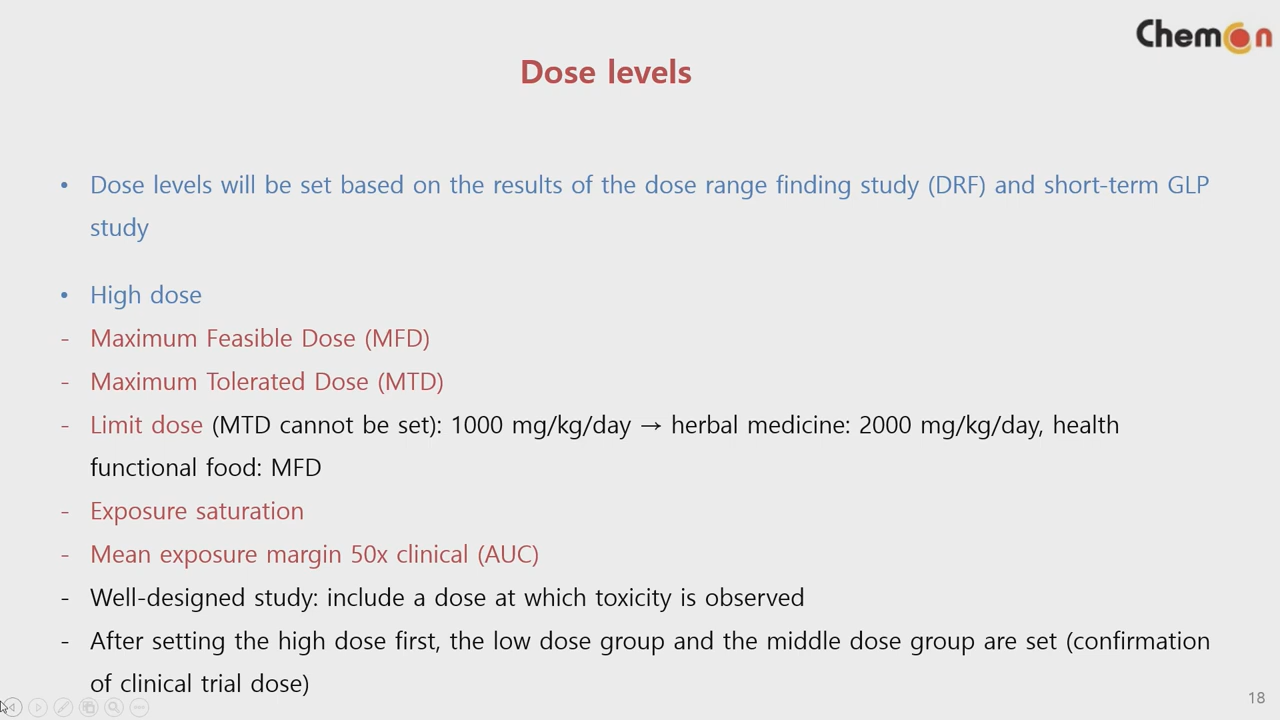 ChemOn
Dose levels
• Dose levels will be set based on the results of the dose range finding study (DRF) and short-term GLP
study
• High dose
- Maximum Feasible Dose (MFD)
- Maximum Tolerated Dose (MTD)
- Limit dose (MTD cannot be set): 1000 mg/kg/day → herbal medicine: 2000 mg/kg/day, health
functional food: MFD
- Exposure saturation
- Mean exposure margin 50x clinical (AUC)
- Well-designed study: include a dose at which toxicity is observed
- After setting the high dose first, the low dose group and the middle dose group are set (confirmation
of clinical trial dose)
18